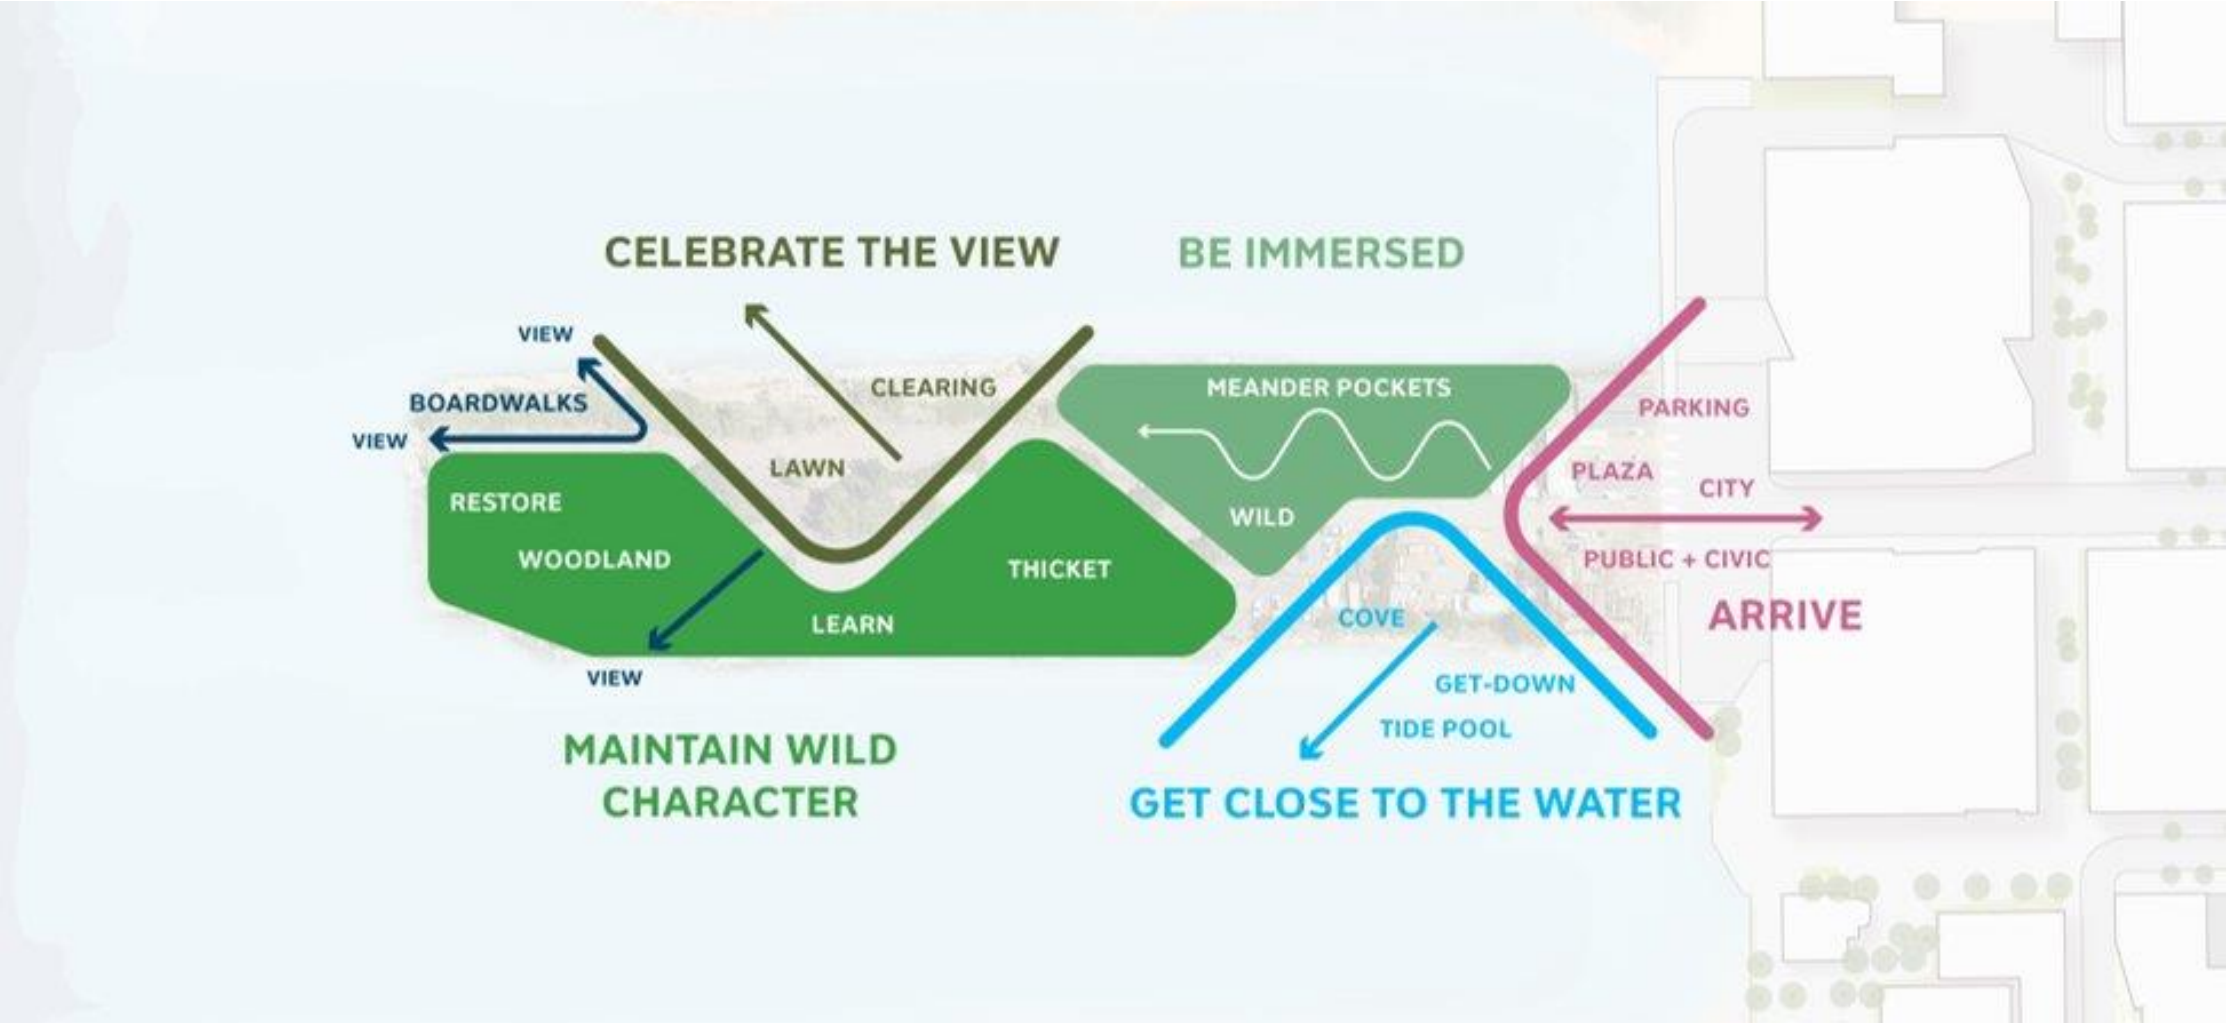 CELEBRATE THE VIEW
BE IMMERSED
VIEW
BOARDWALKS
VIEW
CLEARING
LAWN
MEANDER POCKETS
WILD
PARKING
PLAZA
CITY
PUBLIC + CIVIC
ARRIVE
RESTORE
WOODLAND
THICKET
LEARN
VIEW
COVE
GET-DOWN
TIDE POOL
MAINTAIN WILD
CHARACTER
GET CLOSE TO THE WATER